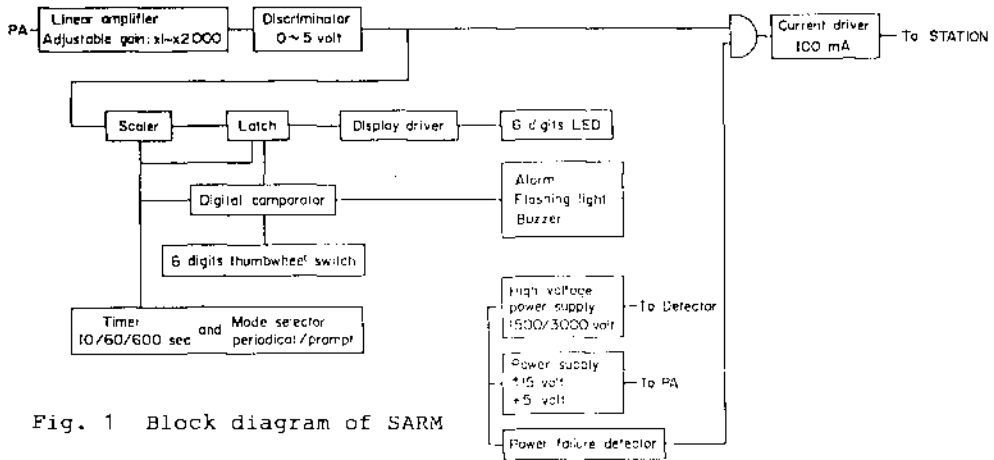 PA
Linear amplifier
Adjustable gain: x1~x2000
Discriminator
0~5 volt
Current driver
100 mA
To STATION
Scaler
Latch
Display driver
6 digits LED
Digital comparator
Alarm
Flashing light
Buzzer
6 digits thumbwheel switch
Timer
10/60/600 sec
and
Mode selector
periodical/prompt
High voltage
power supply
1500/3000 volt
To Detector
Power supply
±15 volt
+5 volt
To PA
Power failure detector
Fig. 1 Block diagram of SARM